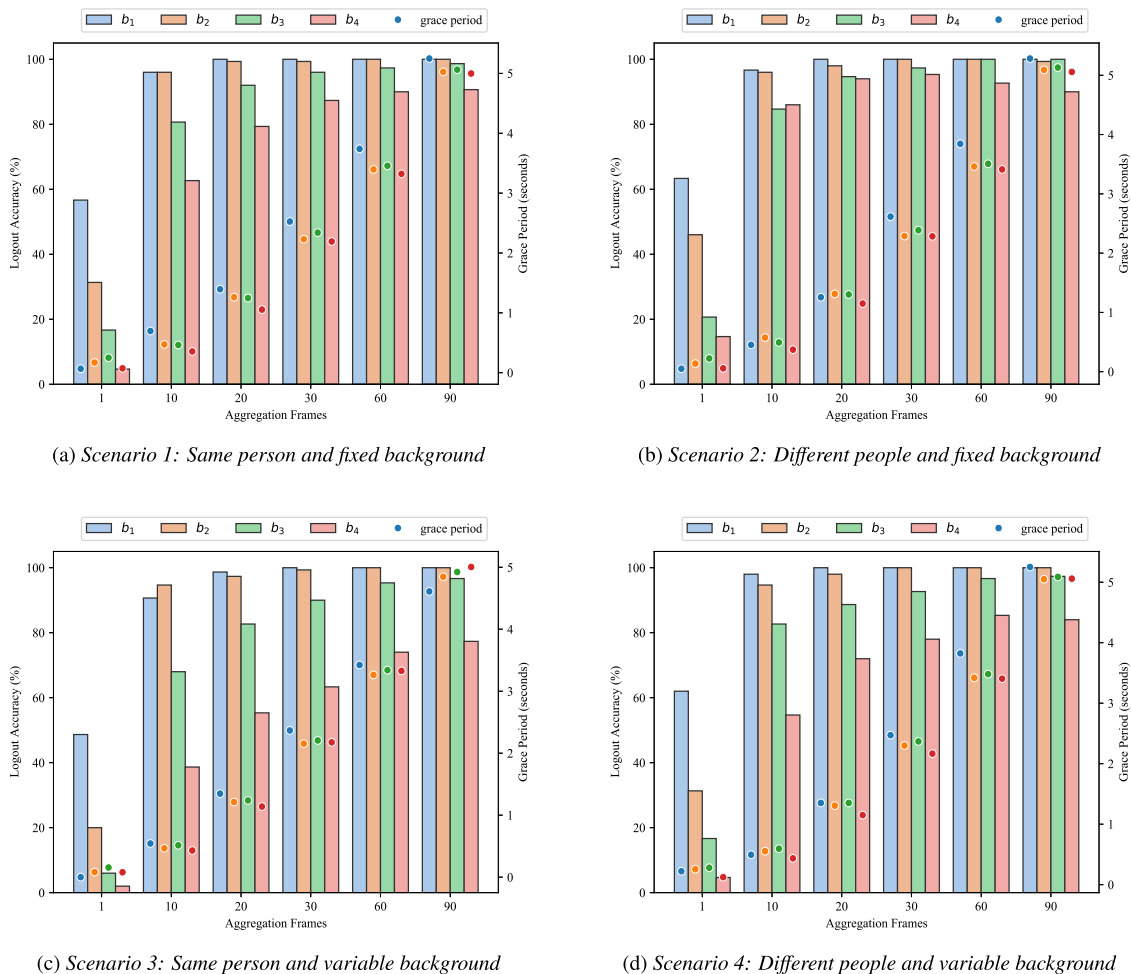 b₁ b₂ b₃ b₄ grace period
100
80
60
40
20
0
Logout Accuracy (%)
5
4
3
2
1
0
Grace Period (seconds)
1 10 20 30 60 90
Aggregation Frames
(a) Scenario 1: Same person and fixed background
b₁ b₂ b₃ b₄ grace period
100
80
60
40
20
0
Logout Accuracy (%)
5
4
3
2
1
0
Grace Period (seconds)
1 10 20 30 60 90
Aggregation Frames
(b) Scenario 2: Different people and fixed background
b₁ b₂ b₃ b₄ grace period
100
80
60
40
20
0
Logout Accuracy (%)
5
4
3
2
1
0
Grace Period (seconds)
1 10 20 30 60 90
Aggregation Frames
(c) Scenario 3: Same person and variable background
b₁ b₂ b₃ b₄ grace period
100
80
60
40
20
0
Logout Accuracy (%)
5
4
3
2
1
0
Grace Period (seconds)
1 10 20 30 60 90
Aggregation Frames
(d) Scenario 4: Different people and variable background